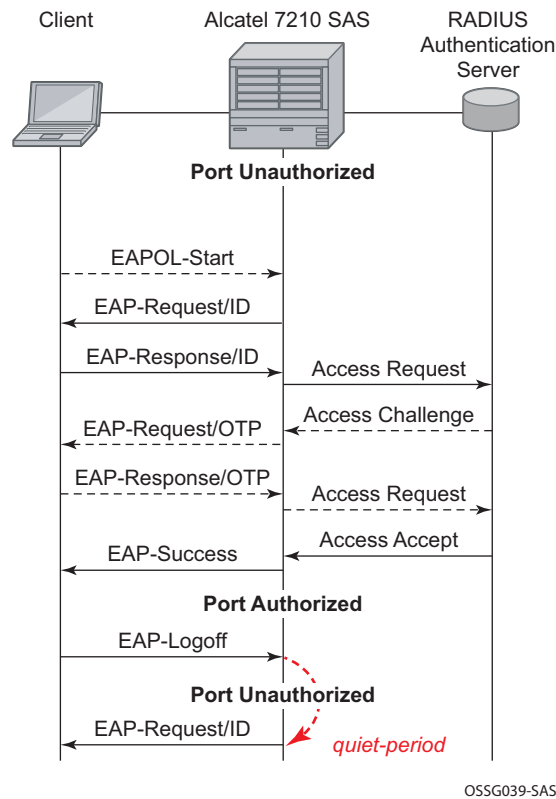 Client
Alcatel 7210 SAS
RADIUS
Authentication
Server
Port Unauthorized
EAPOL-Start
EAP-Request/ID
EAP-Response/ID
Access Request
Access Challenge
EAP-Request/OTP
EAP-Response/OTP
Access Request
Access Accept
EAP-Success
Port Authorized
EAP-Logoff
Port Unauthorized
EAP-Request/ID
quiet-period
OSSG039-SAS